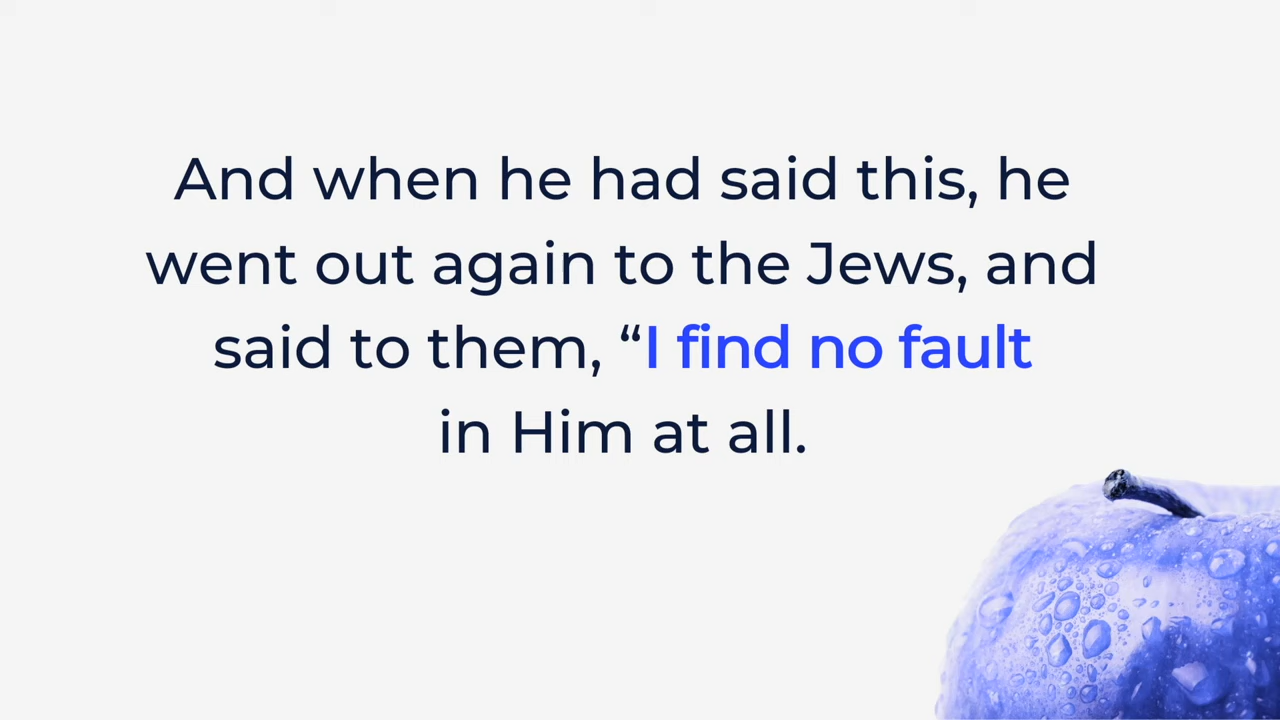 And when he had said this, he
went out again to the Jews, and
said to them, “I find no fault
in Him at all.